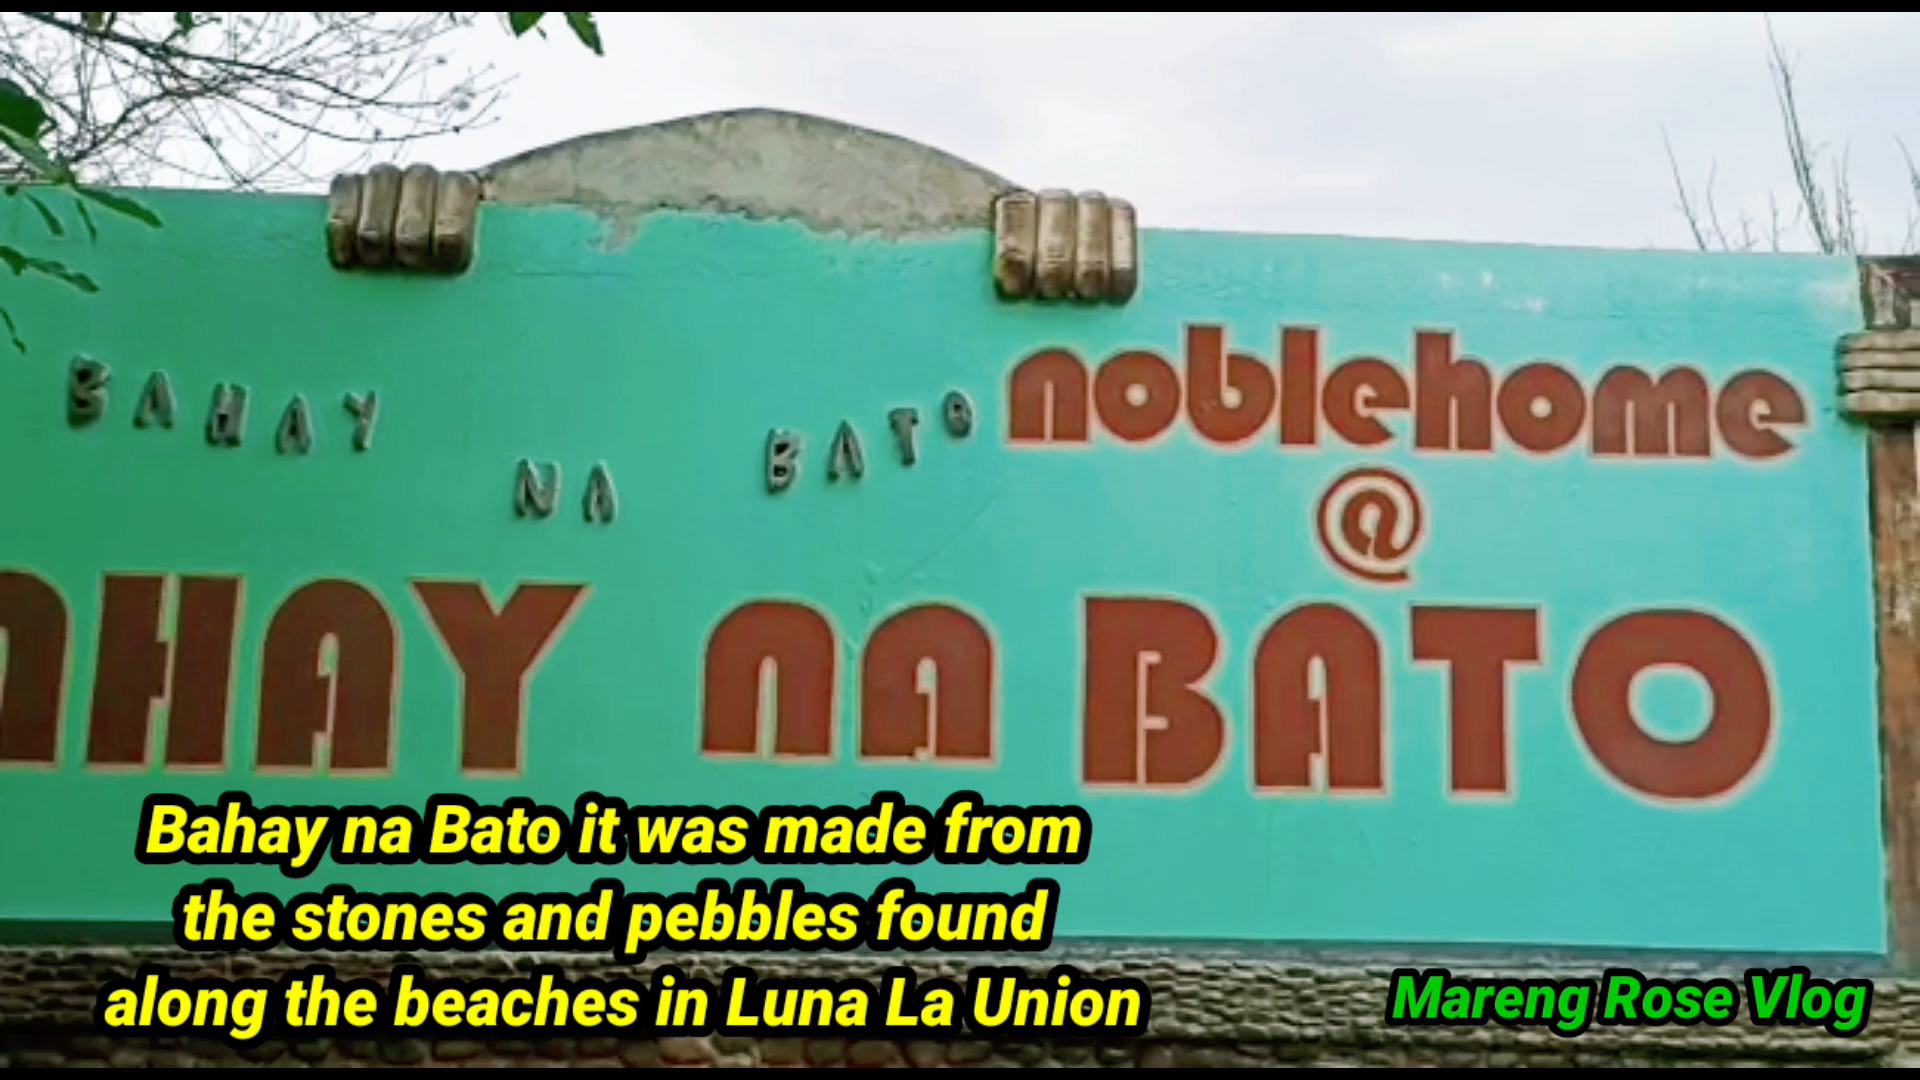 BAHAY NA BATO
noblehome
@
AHAY na BATO
Bahay na Bato it was made from
the stones and pebbles found
along the beaches in Luna La Union
Mareng Rose Vlog